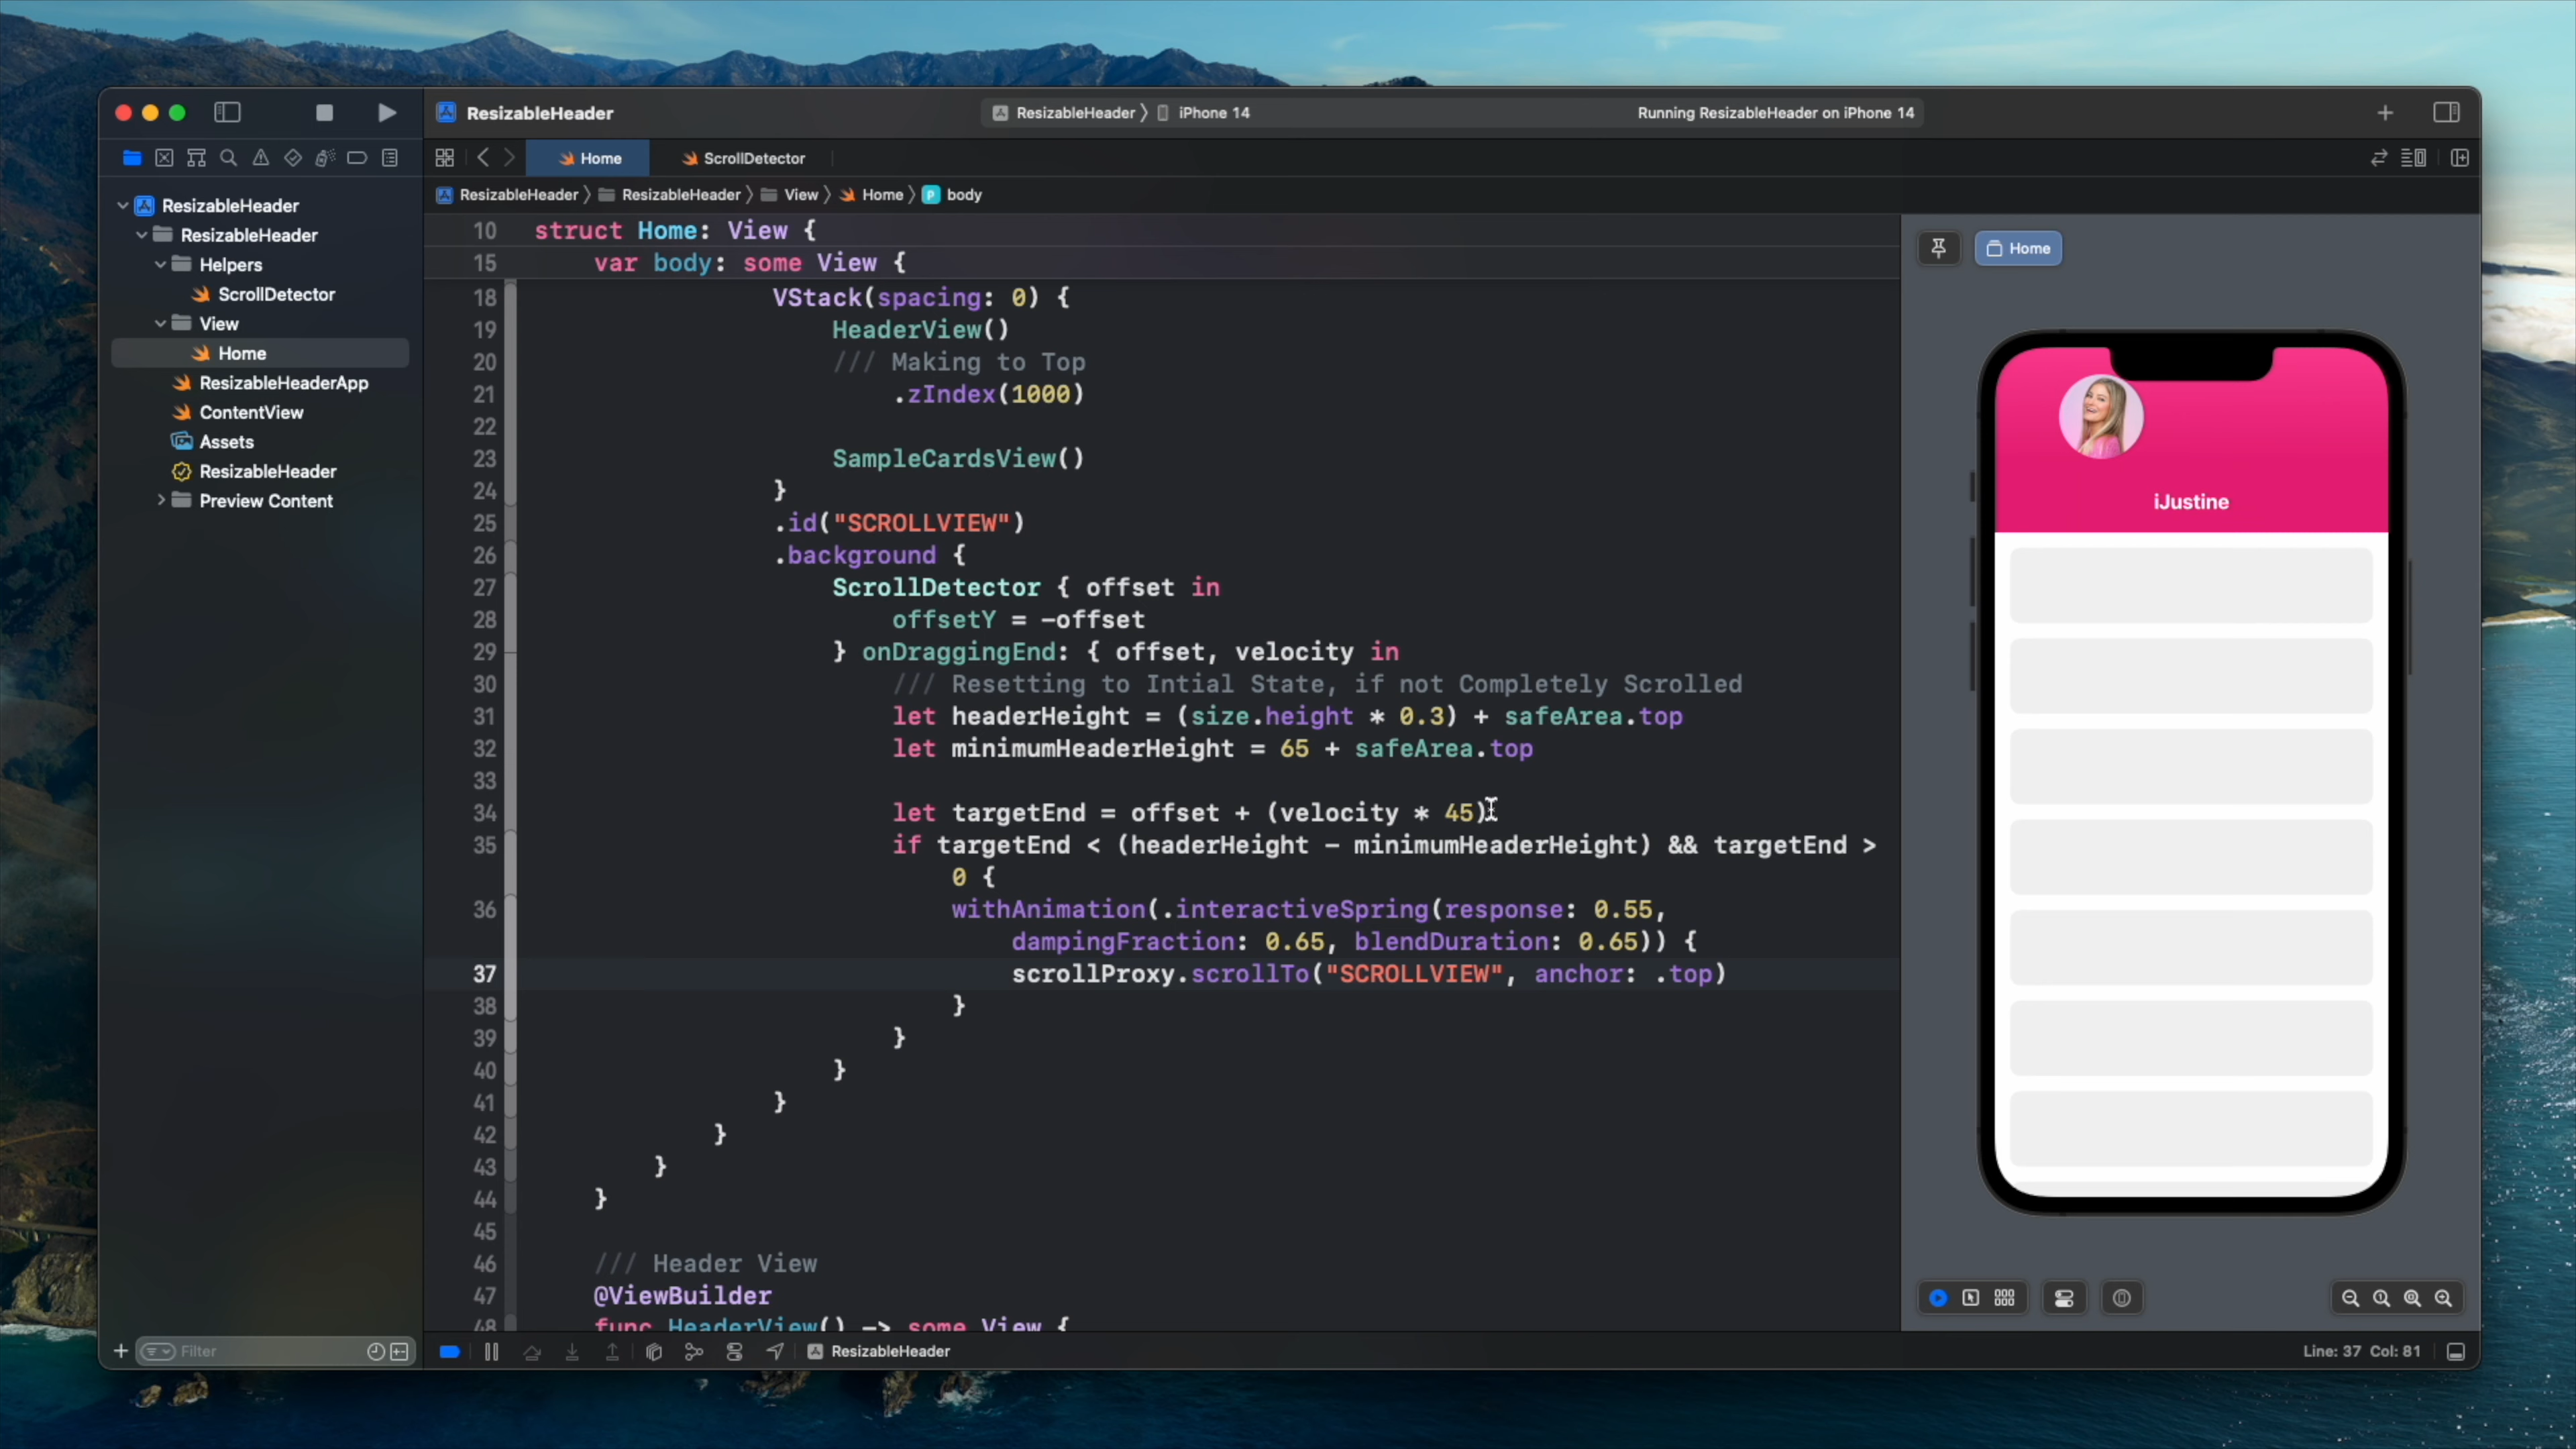 ResizableHeader
ResizableHeader 〉 iPhone 14
Running ResizableHeader on iPhone 14
Home
ScrollDetector
ResizableHeader 〉 ResizableHeader 〉 View 〉 Home 〉 P body
ResizableHeader
ResizableHeader
Helpers
ScrollDetector
View
Home
ResizableHeaderApp
ContentView
Assets
ResizableHeader
Preview Content
Filter
10 struct Home: View {
15 var body: some View {
18 VStack(spacing: 0) {
19 HeaderView()
20 /// Making to Top
21 .zIndex(1000)
22
23 SampleCardsView()
24 }
25 .id("SCROLLVIEW")
26 .background {
27 ScrollDetector { offset in
28 offsetY = -offset
29 } onDraggingEnd: { offset, velocity in
30 /// Resetting to Intial State, if not Completely Scrolled
31 let headerHeight = (size.height * 0.3) + safeArea.top
32 let minimumHeaderHeight = 65 + safeArea.top
33
34 let targetEnd = offset + (velocity * 45)
35 if targetEnd < (headerHeight - minimumHeaderHeight) && targetEnd >
0 {
36 withAnimation(.interactiveSpring(response: 0.55,
dampingFraction: 0.65, blendDuration: 0.65)) {
37 scrollProxy.scrollTo("SCROLLVIEW", anchor: .top)
38 }
39 }
40 }
41 }
42 }
43 }
44 }
45
46 /// Header View
47 @ViewBuilder
48 func HeaderView() -> some View {
Home
iJustine
ResizableHeader
Line: 37 Col: 81